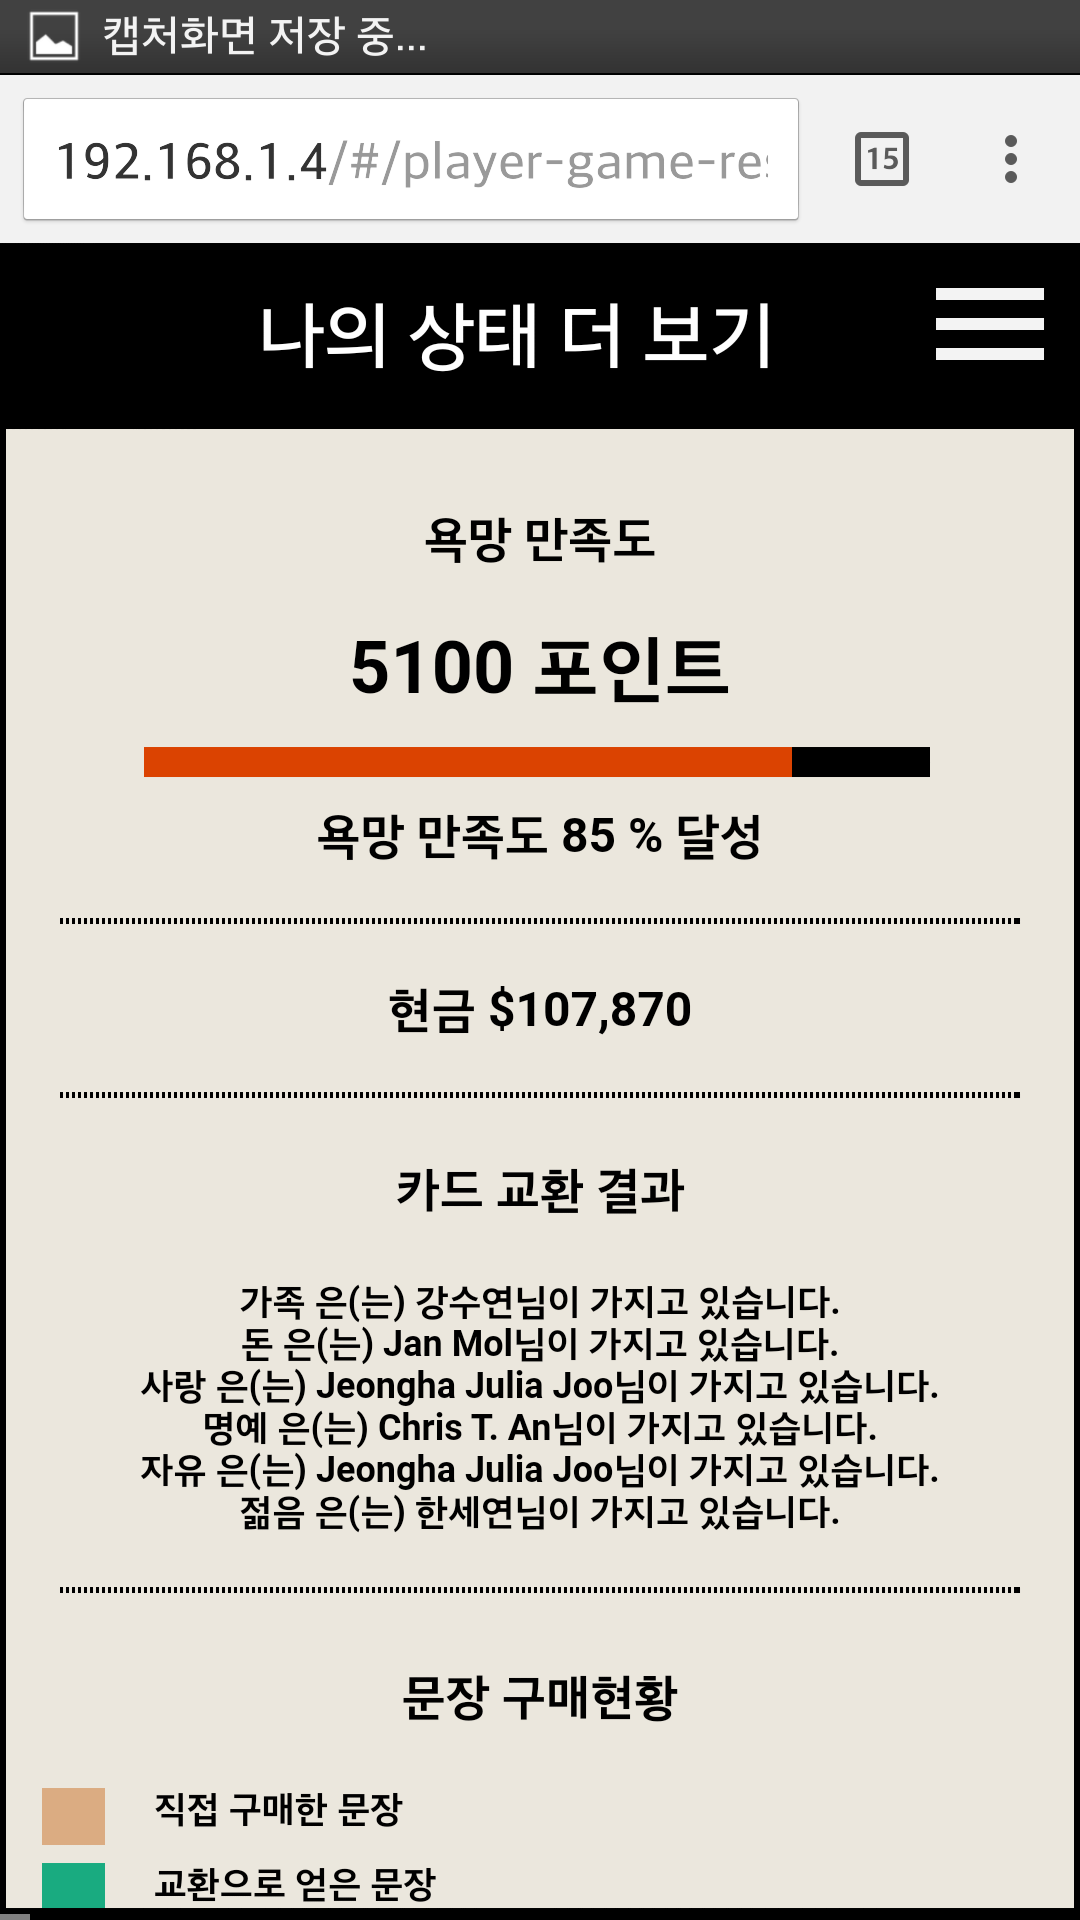 캡처화면 저장 중...
192.168.1.4/#/player-game-re
15
나의 상태 더 보기
욕망 만족도
5100 포인트
욕망 만족도 85 % 달성
현금 $107,870
카드 교환 결과
가족 은(는) 강수연님이 가지고 있습니다.
돈 은(는) Jan Mol님이 가지고 있습니다.
사랑 은(는) Jeongha Julia Joo님이 가지고 있습니다.
명예 은(는) Chris T. An님이 가지고 있습니다.
자유 은(는) Jeongha Julia Joo님이 가지고 있습니다.
젊음 은(는) 한세연님이 가지고 있습니다.
문장 구매현황
직접 구매한 문장
교환으로 얻은 문장